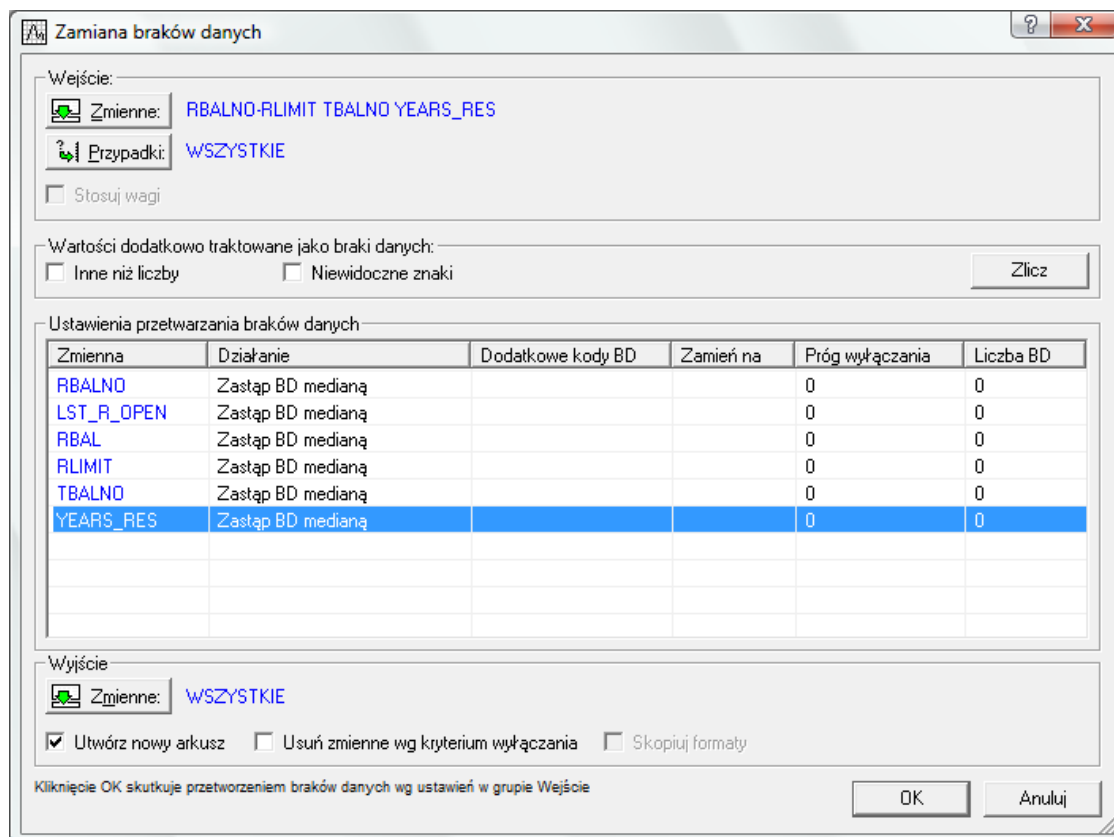 Zamiana braków danych
Wejście:
Zmienne: RBALNO-RLIMIT TBALNO YEARS_RES
Przypadki: WSZYSTKIE
Stosuj wagi
Wartości dodatkowo traktowane jako braki danych:
Inne niż liczby Niewidoczne znaki Zlicz
Ustawienia przetwarzania braków danych
Zmienna Działanie Dodatkowe kody BD Zamień na Próg wyłączania Liczba BD
RBALNO Zastąp BD medianą 0 0
LST_R_OPEN Zastąp BD medianą 0 0
RBAL Zastąp BD medianą 0 0
RLIMIT Zastąp BD medianą 0 0
TBALNO Zastąp BD medianą 0 0
YEARS_RES Zastąp BD medianą 0 0
Wyjście
Zmienne: WSZYSTKIE
Utwórz nowy arkusz Usuń zmienne wg kryterium wyłączania Skopiuj formaty
Kliknięcie OK skutkuje przetworzeniem braków danych wg ustawień w grupie Wejście
OK Anuluj